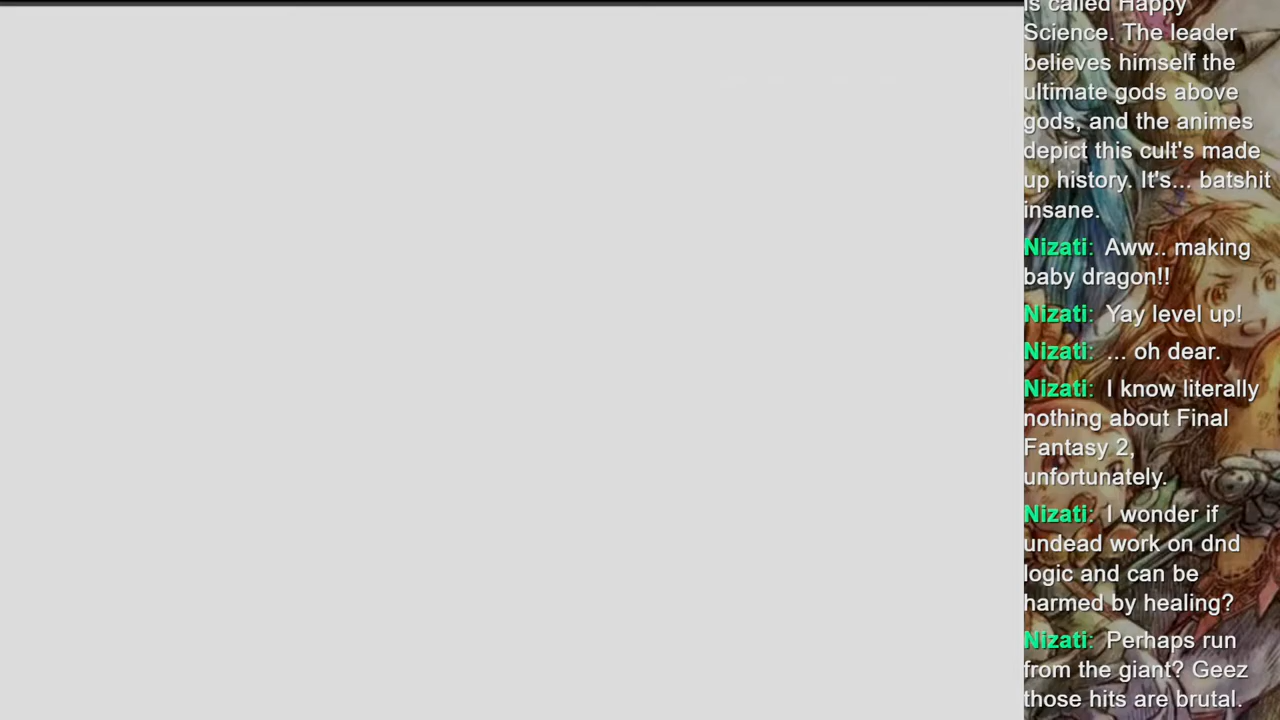 is called Happy
Science. The leader
believes himself the
ultimate gods above
gods, and the animes
depict this cult's made
up history. It's... batshit
insane.
Nizati: Aww.. making
baby dragon!!
Nizati: Yay level up!
Nizati: ... oh dear.
Nizati: I know literally
nothing about Final
Fantasy 2,
unfortunately.
Nizati: I wonder if
undead work on dnd
logic and can be
harmed by healing?
Nizati: Perhaps run
from the giant? Geez
those hits are brutal.